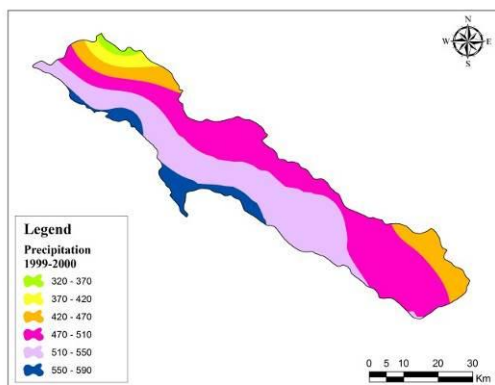 N
W E
S
Legend
Precipitation
1999-2000
320 - 370
370 - 420
420 - 470
470 - 510
510 - 550
550 - 590
0 5 10 20 30
Km